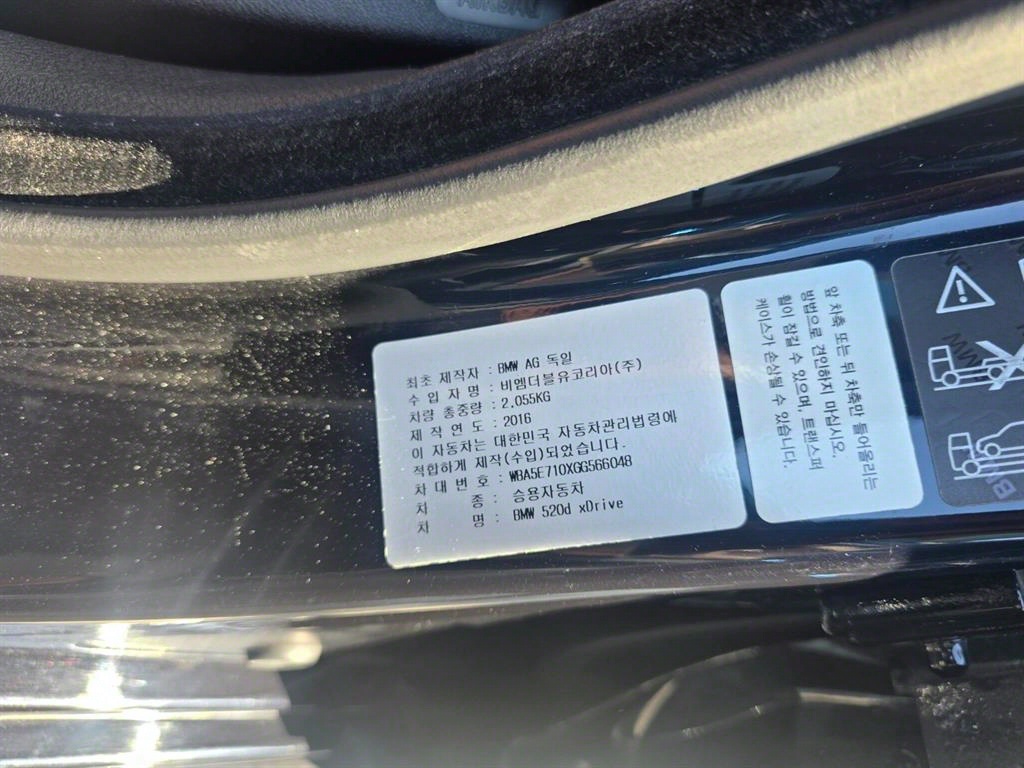 AIRBAG
최초 제작자 : BMW AG 독일
수 입 자 명 : 비엠더블유코리아(주)
차량 총중량 : 2.055KG
제 작 연 도 : 2016
이 자동차는 대한민국 자동차관리법령에
적합하게 제작(수입)되었습니다.
차 대 번 호 : WBA5E710XGG566048
차 종 : 승용자동차
차 명 : BMW 520d xDrive
앞 차축 또는 뒤 차축만 들어올리는
방법으로 견인하지 마십시오.
휠이 잠길 수 있으며, 트랜스퍼
케이스가 손상될 수 있습니다.